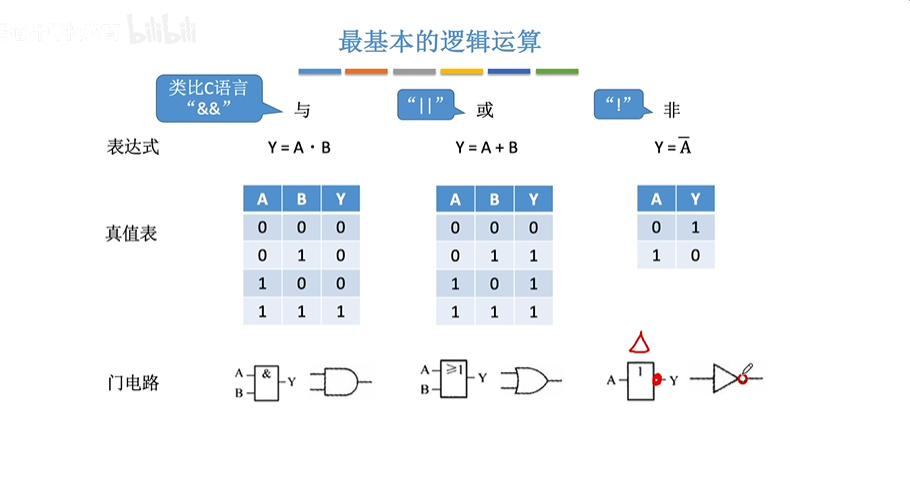 bilibili
最基本的逻辑运算
类比C语言
“&&”
与
“||”
或
“!”
非
表达式
Y = A · B
Y = A + B
Y = A̅
真值表
A B Y
0 0 0
0 1 0
1 0 0
1 1 1
A B Y
0 0 0
0 1 1
1 0 1
1 1 1
A Y
0 1
1 0
门电路
A
B
&
Y
A
B
≥1
Y
A
1
Y